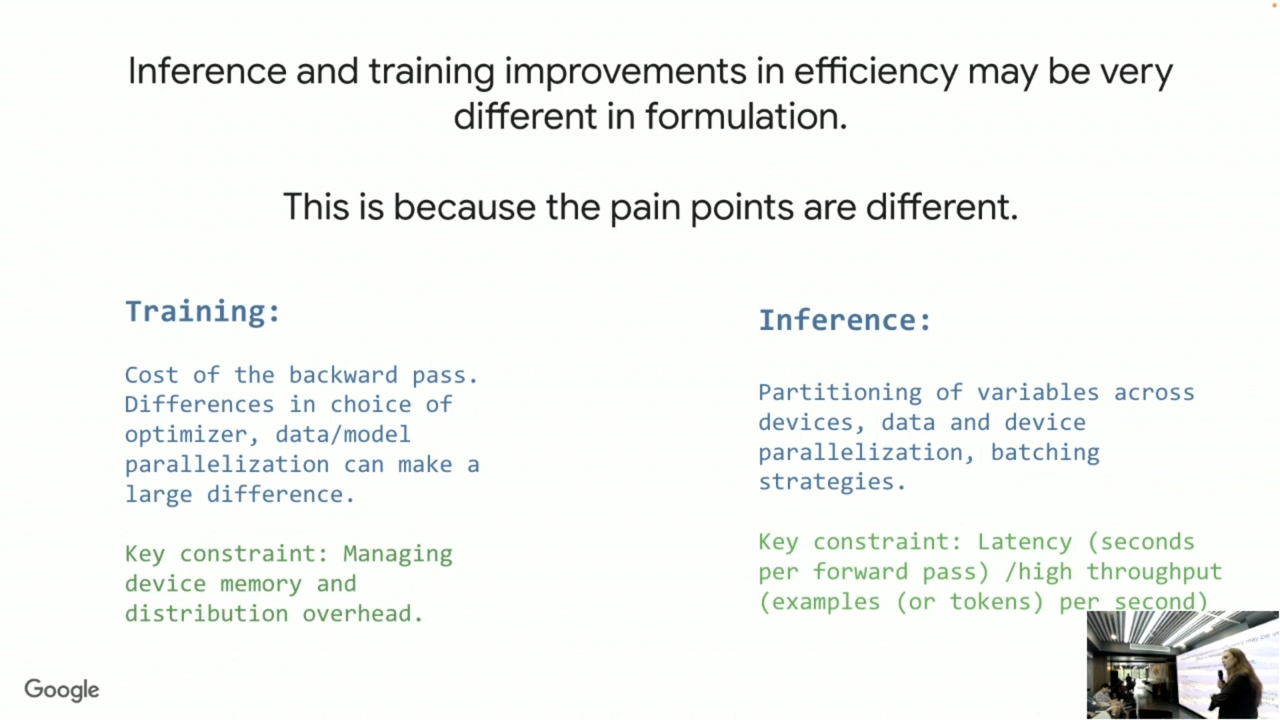 Inference and training improvements in efficiency may be very
different in formulation.
This is because the pain points are different.
Training:
Cost of the backward pass.
Differences in choice of
optimizer, data/model
parallelization can make a
large difference.
Key constraint: Managing
device memory and
distribution overhead.
Inference:
Partitioning of variables across
devices, data and device
parallelization, batching
strategies.
Key constraint: Latency (seconds
per forward pass) /high throughput
(examples (or tokens) per second)
Google